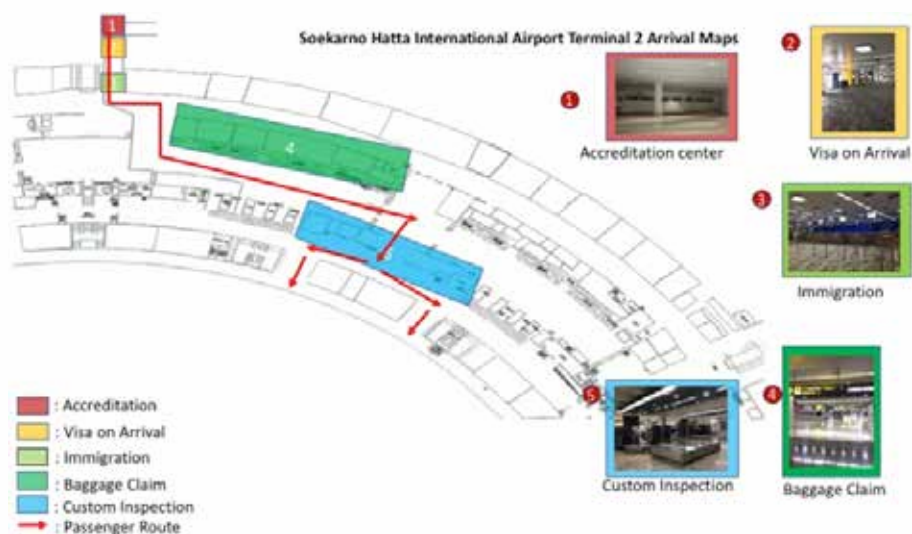 1
Soekarno Hatta International Airport Terminal 2 Arrival Maps
2
1
Accreditation center
Visa on Arrival
4
3
Immigration
5
4
Custom Inspection
Baggage Claim
: Accreditation
: Visa on Arrival
: Immigration
: Baggage Claim
: Custom Inspection
: Passenger Route